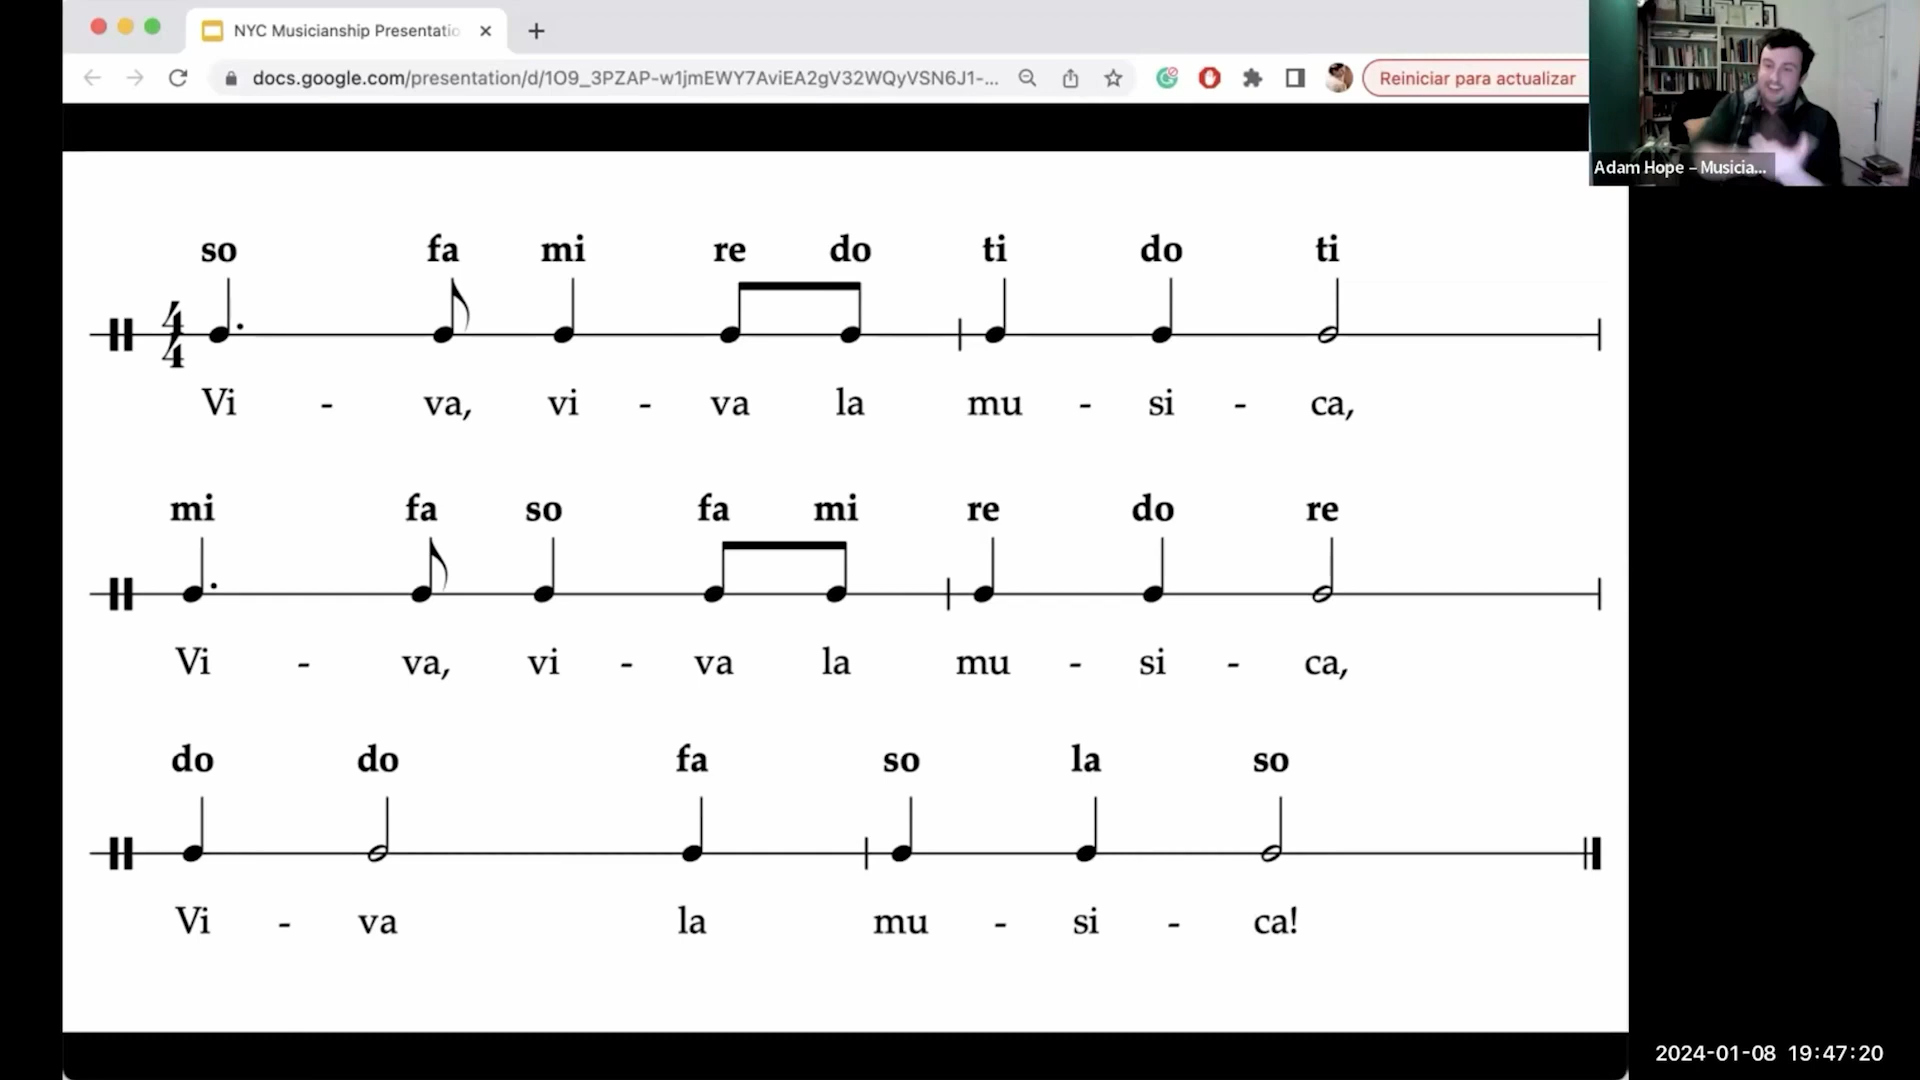 NYC Musicianship Presentatio
docs.google.com/presentation/d/1O9_3PZAP-w1jmEWY7AviEA2gV32WQyVSN6J1-...
Reiniciar para actualizar
Adam Hope – Musicia...
so fa mi re do ti do ti
4
4
Vi - va, vi - va la mu - si - ca,
mi fa so fa mi re do re
Vi - va, vi - va la mu - si - ca,
do do fa so la so
Vi - va la mu - si - ca!
2024-01-08 19:47:20